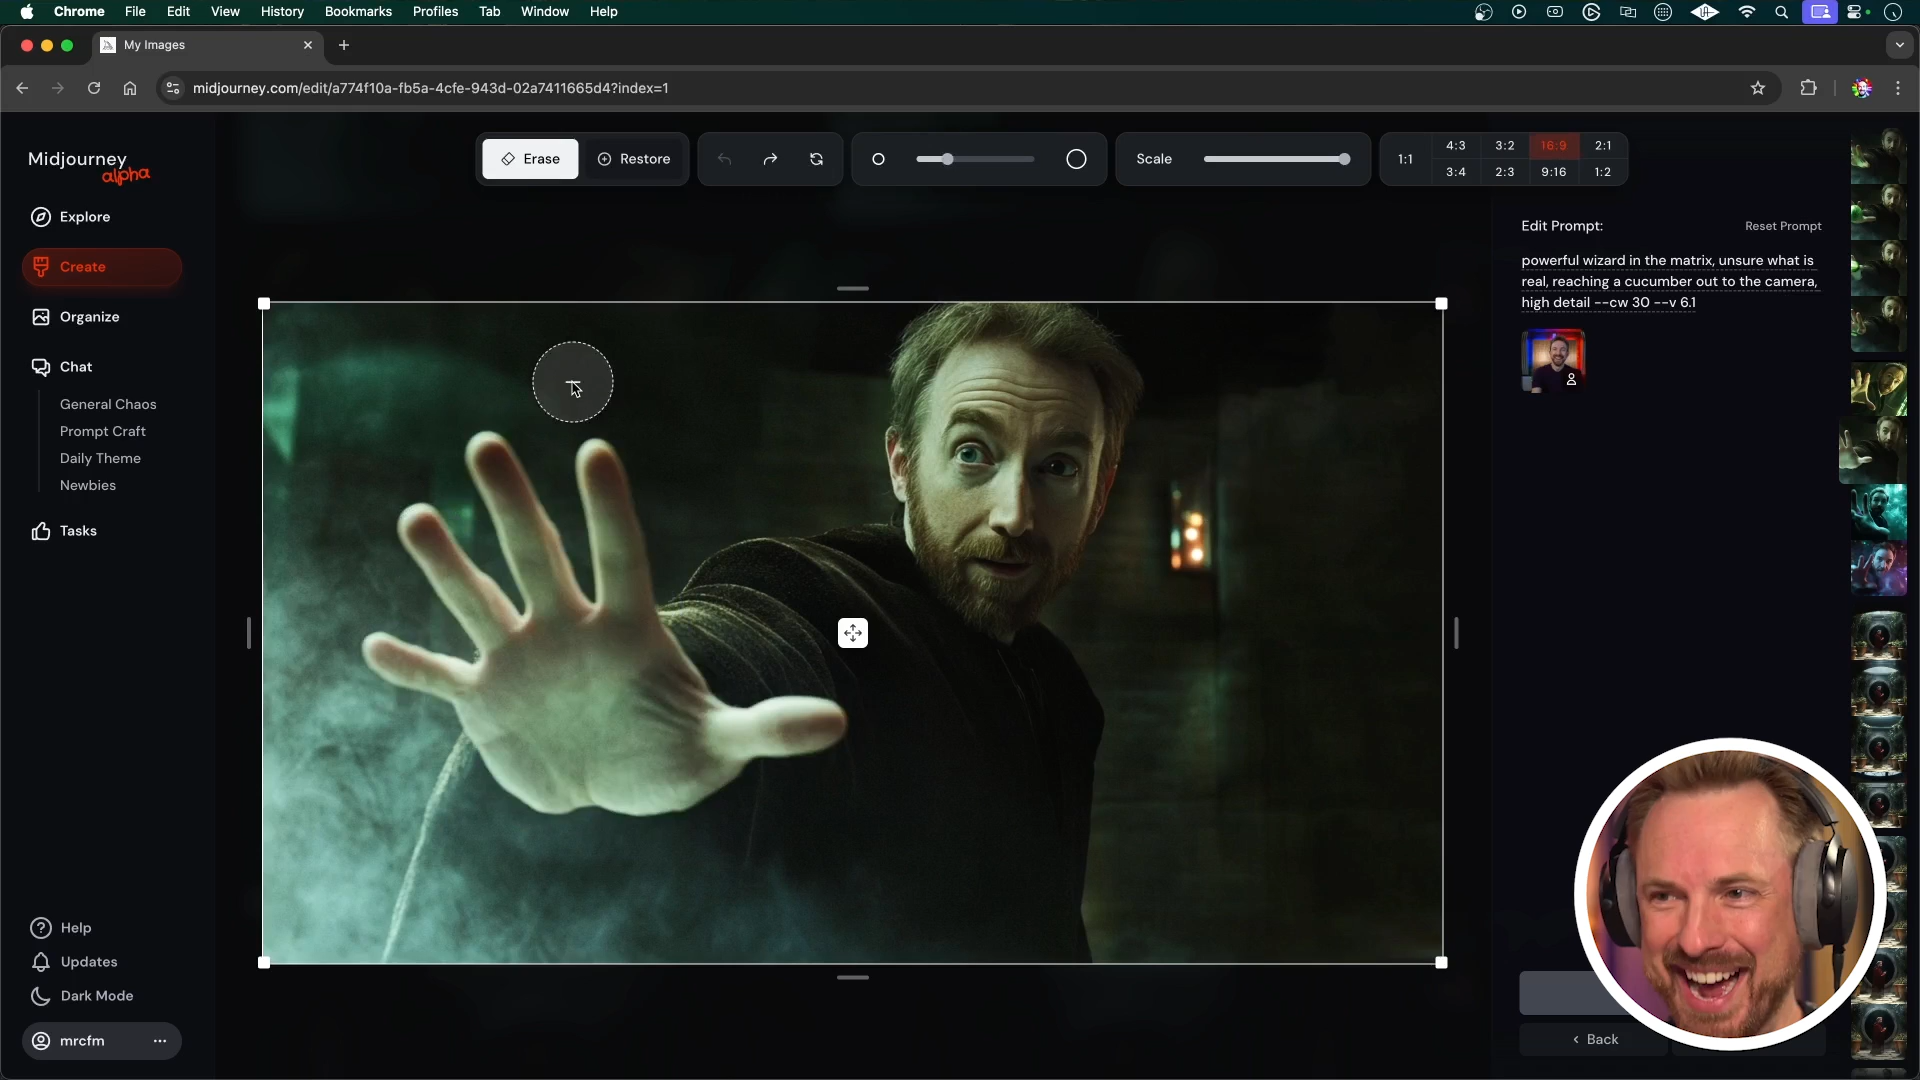 Chrome File Edit View History Bookmarks Profiles Tab Window Help
My Images
midjourney.com/edit/a774f10a-fb5a-4cfe-943d-02a7411665d4?index=1
Midjourney
alpha
Explore
Create
Organize
Chat
General Chaos
Prompt Craft
Daily Theme
Newbies
Tasks
Help
Updates
Dark Mode
mrcfm
Erase Restore
Scale
1:1 4:3 3:2 16:9 2:1
3:4 2:3 9:16 1:2
Edit Prompt: Reset Prompt
powerful wizard in the matrix, unsure what is
real, reaching a cucumber out to the camera,
high detail --cw 30 --v 6.1
Back